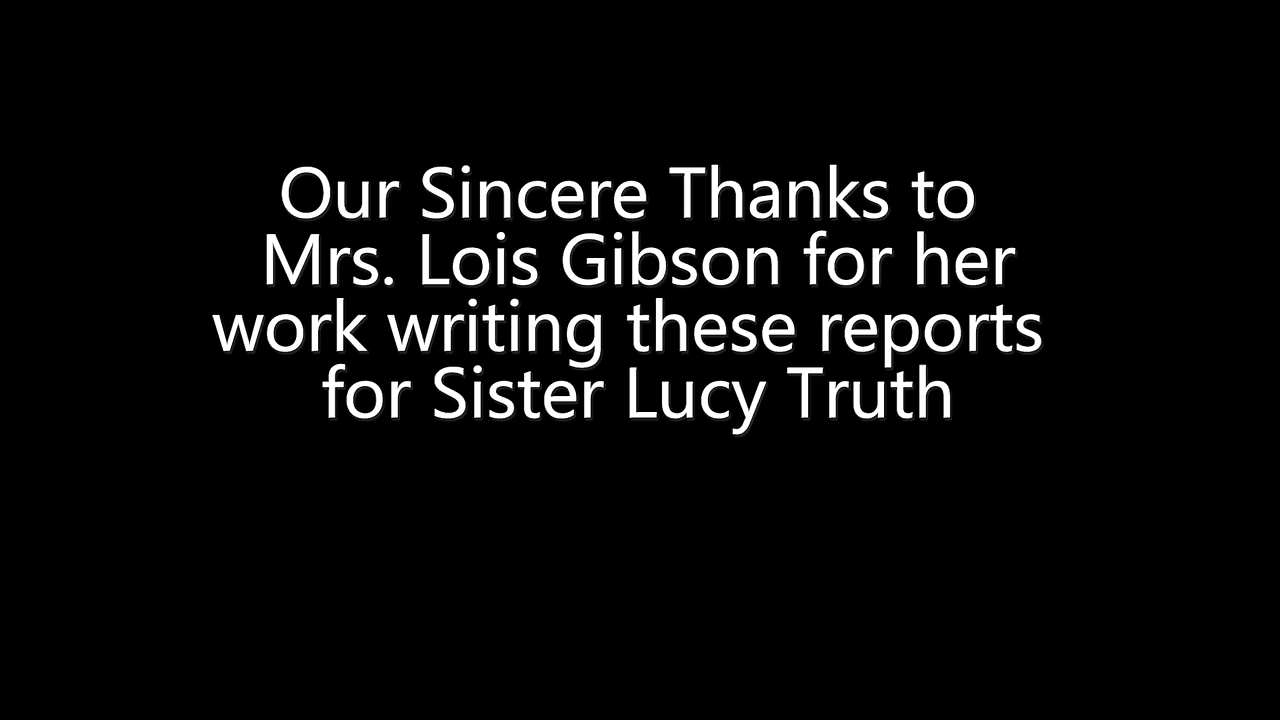 Our Sincere Thanks to
Mrs. Lois Gibson for her
work writing these reports
for Sister Lucy Truth